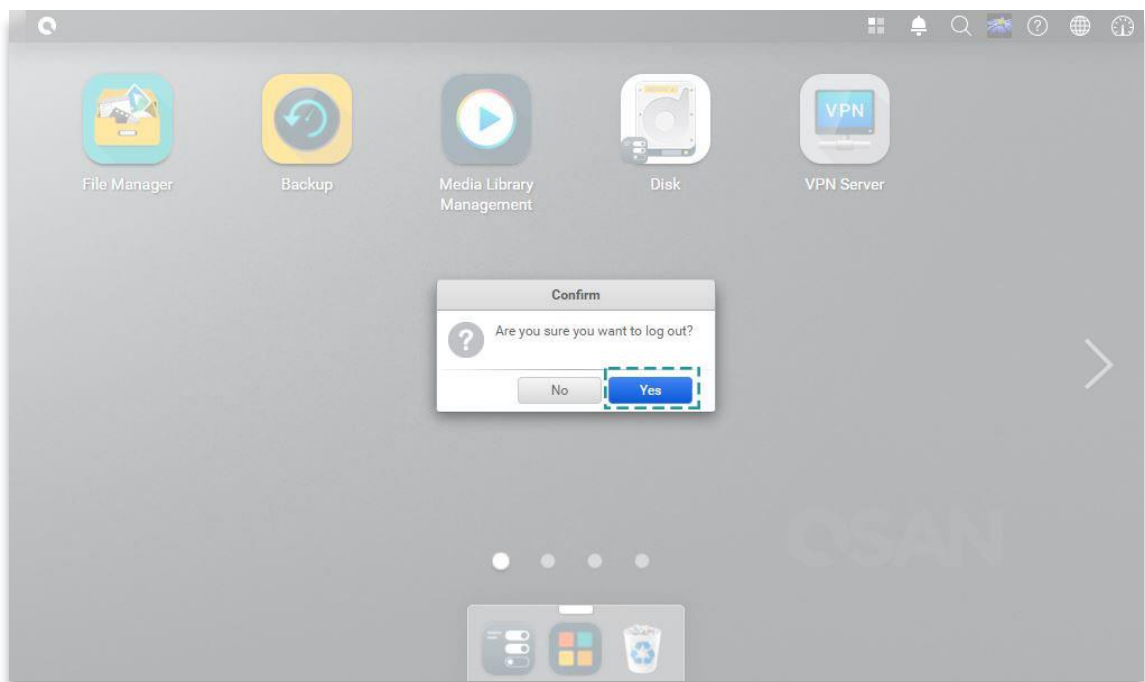 VPN
File Manager
Backup
Media Library
Management
Disk
VPN Server
Confirm
Are you sure you want to log out?
No
Yes
QSAN